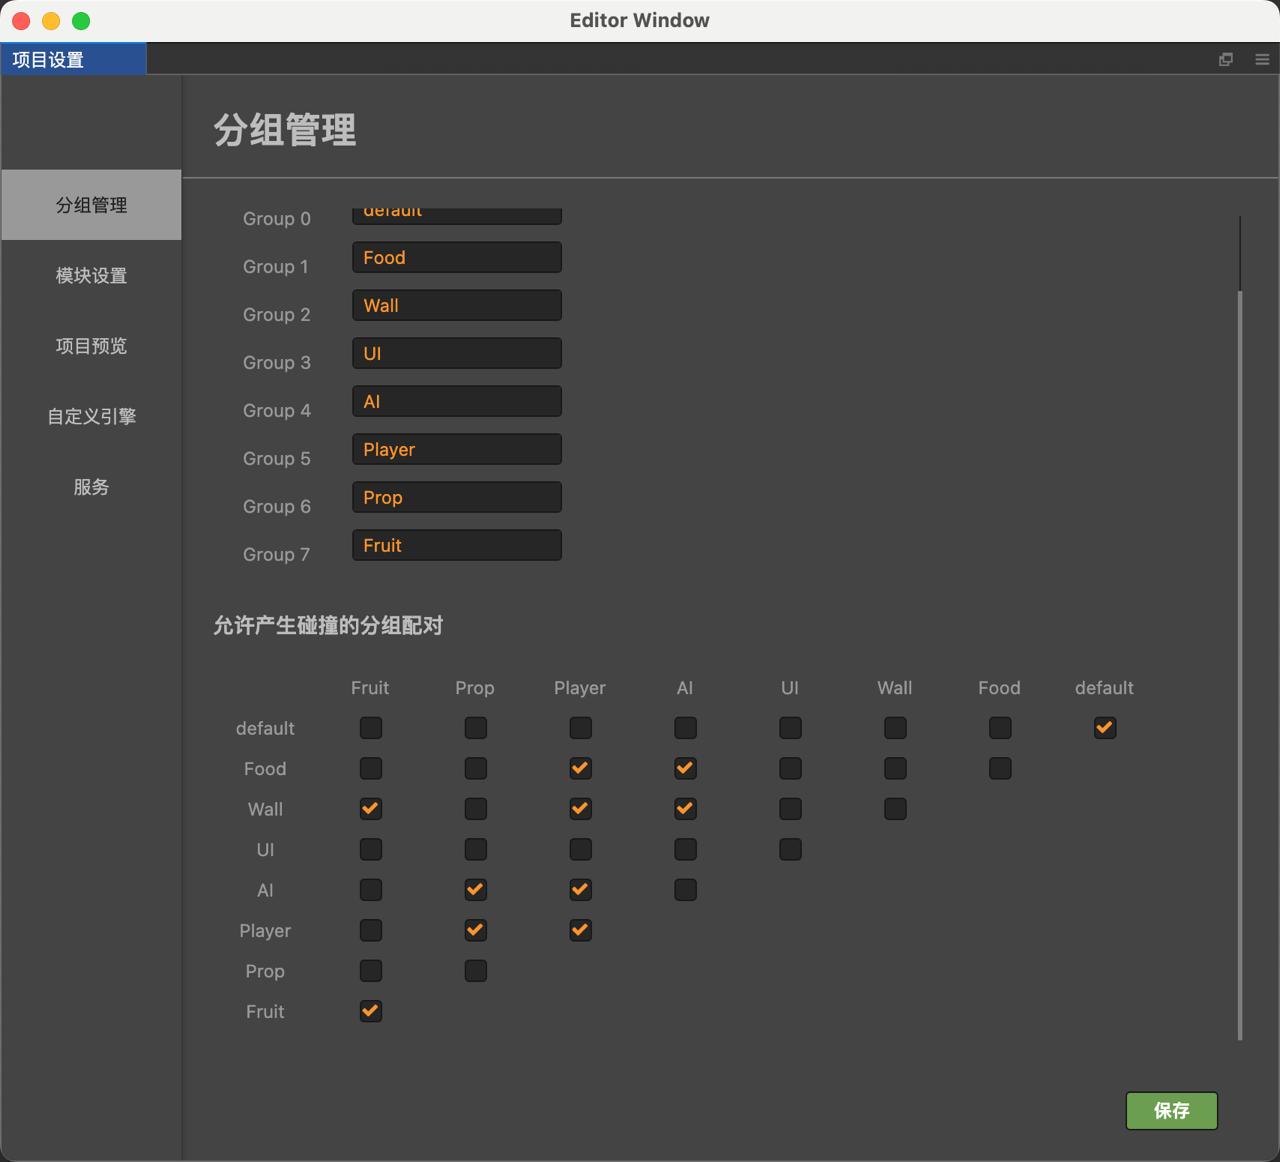 Editor Window
项目设置
分组管理
分组管理
模块设置
项目预览
自定义引擎
服务
Group 0 default
Group 1 Food
Group 2 Wall
Group 3 UI
Group 4 AI
Group 5 Player
Group 6 Prop
Group 7 Fruit
允许产生碰撞的分组配对
Fruit Prop Player AI UI Wall Food default
default
Food
Wall
UI
AI
Player
Prop
Fruit
保存